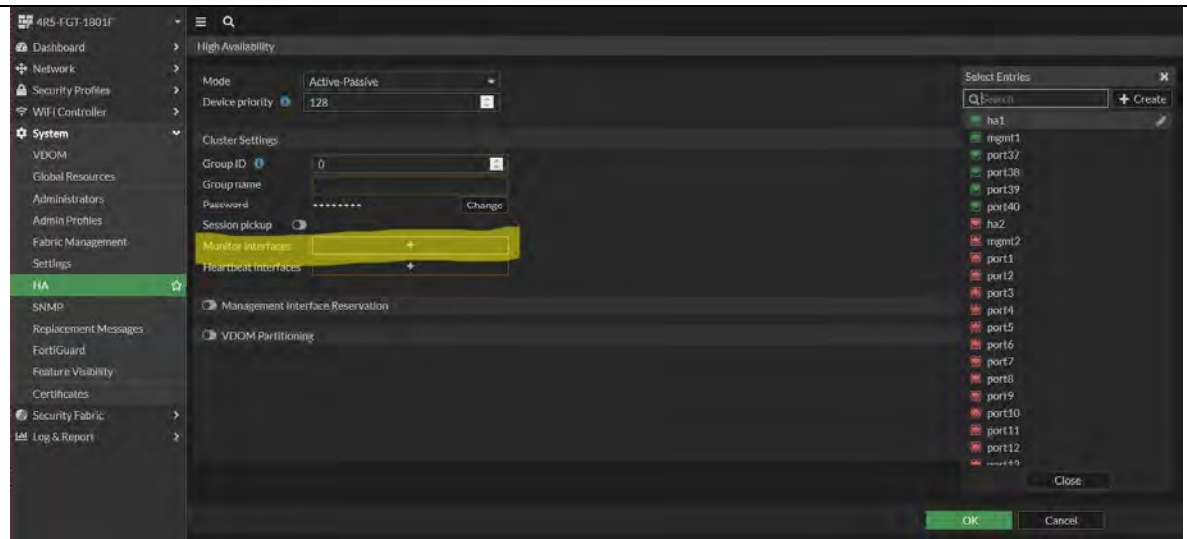 4R5-FGT-1801F
Dashboard
Network
Security Profiles
WiFi Controller
System
VDOM
Global Resources
Administrators
Admin Profiles
Fabric Management
Settings
HA
SNMP
Replacement Messages
FortiGuard
Feature Visibility
Certificates
Security Fabric
Log & Report
High Availability
Mode Active-Passive
Device priority 128
Cluster Settings
Group ID 0
Group name
Password ••••••••  Change
Session pickup
Monitor interfaces +
Heartbeat interfaces +
Management Interface Reservation
VDOM Partitioning
Select Entries
Search + Create
ha1
mgmt1
port37
port38
port39
port40
ha2
mgmt2
port1
port2
port3
port4
port5
port6
port7
port8
port9
port10
port11
port12
Close
OK Cancel